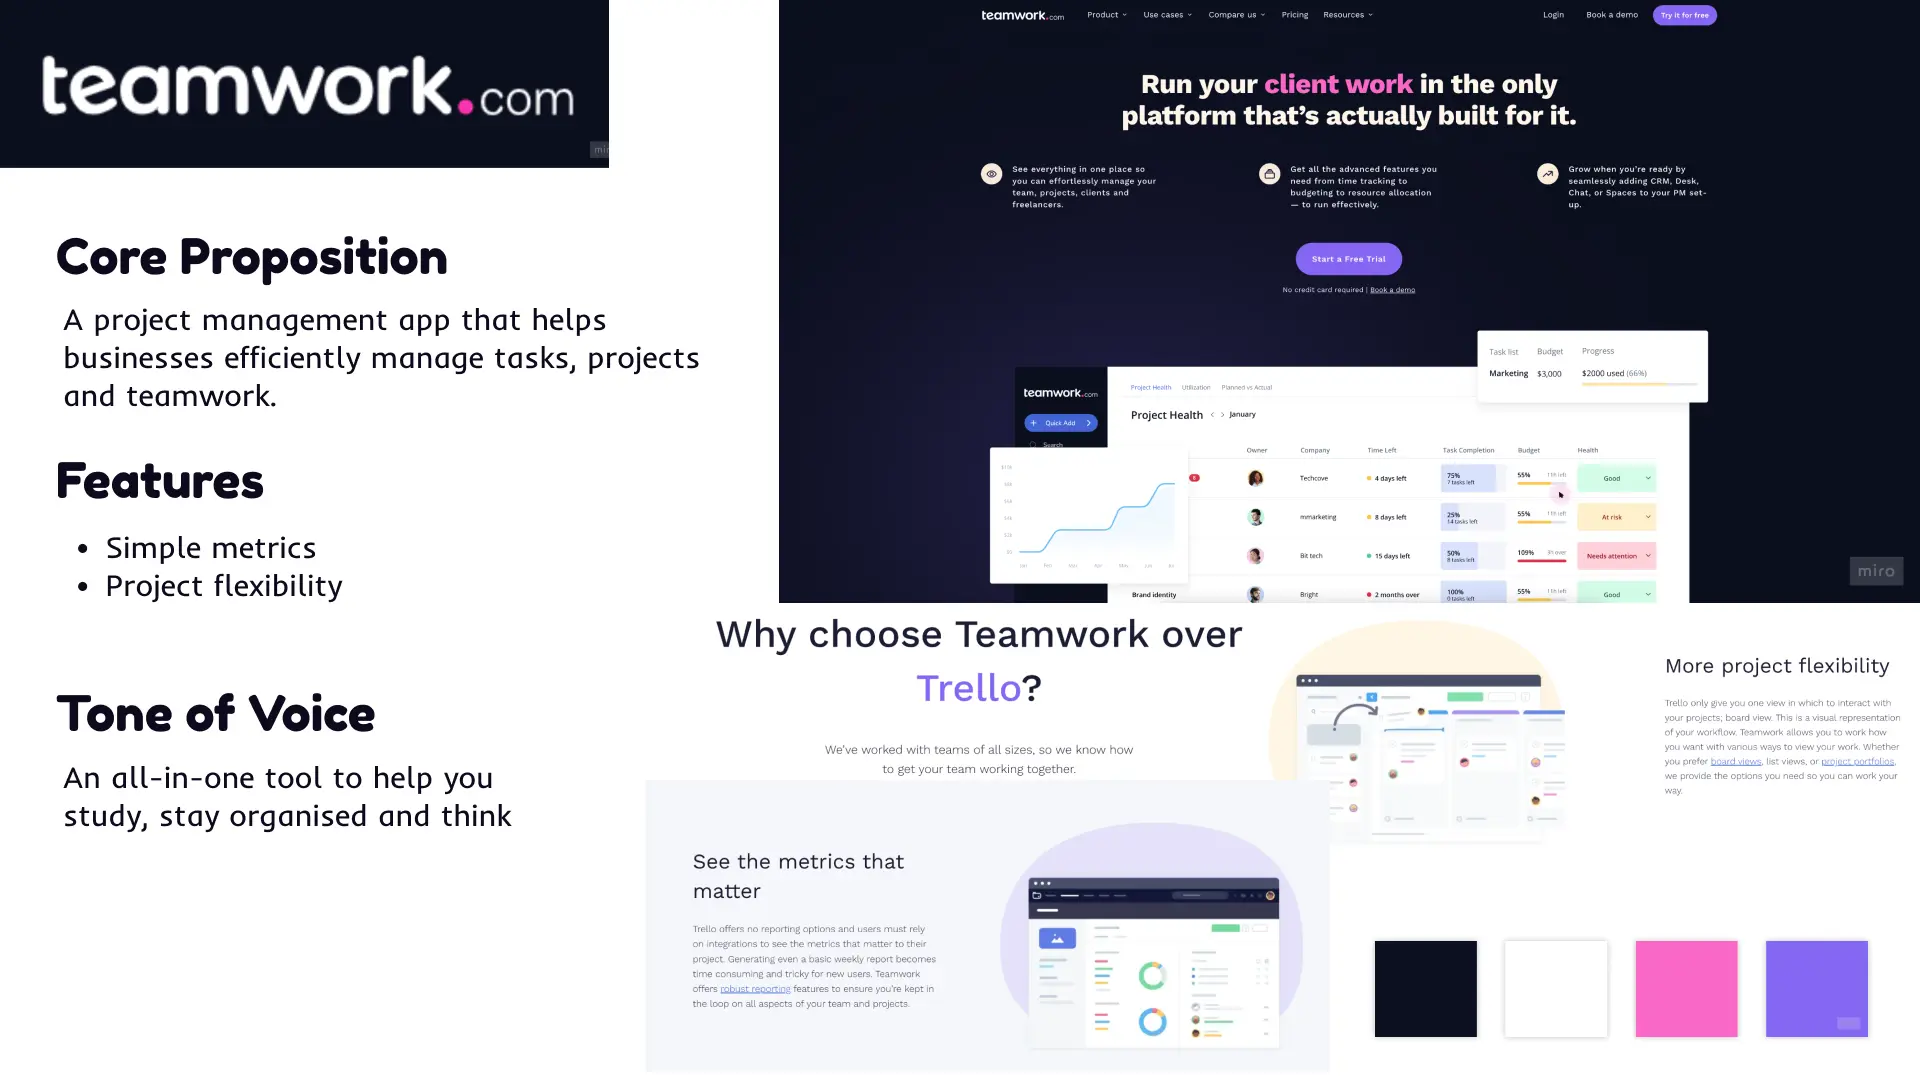 teamwork.com
Core Proposition
A project management app that helps
businesses efficiently manage tasks, projects
and teamwork.
Features
• Simple metrics
• Project flexibility
Tone of Voice
An all-in-one tool to help you
study, stay organised and think
teamwork.com Product Use cases Compare us Pricing Resources Login Book a demo Try it for free
Run your client work in the only
platform that's actually built for it.
See everything in one place so
you can effortlessly manage your
team, projects, clients and
freelancers.
Get all the advanced features you
need from time tracking to
budgeting to resource allocation
— to run effectively.
Grow when you're ready by
seamlessly adding CRM, Desk,
Chat, or Spaces to your PM set-
up.
Start a Free Trial
No credit card required | Book a demo
Task list Budget Progress
Marketing $3,000 $2000 used (66%)
teamwork.com
Quick Add
Search
Project Health Utilization Planned vs Actual
Project Health < > January
Owner Company Time Left Task Completion Budget Health
Techcove 4 days left 75% 7 tasks left 55% 11h left Good
mmarketing 8 days left 25% 14 tasks left 55% 11h left At risk
Bit tech 15 days left 50% 8 tasks left 109% 3h over Needs attention
Brand identity Bright 2 months over 100% 0 tasks left 55% 11h left Good
miro
Why choose Teamwork over
Trello?
We've worked with teams of all sizes, so we know how
to get your team working together.
More project flexibility
Trello only give you one view in which to interact with
your projects; board view. This is a visual representation
of your workflow. Teamwork allows you to work how
you want with various ways to view your work. Whether
you prefer board views, list views, or project portfolios,
we provide the options you need so you can work your
way.
See the metrics that
matter
Trello offers no reporting options and users must rely
on integrations to see the metrics that matter to their
project. Generating even a basic weekly report becomes
time consuming and tricky for new users. Teamwork
offers robust reporting features to ensure you're kept in
the loop on all aspects of your team and projects.